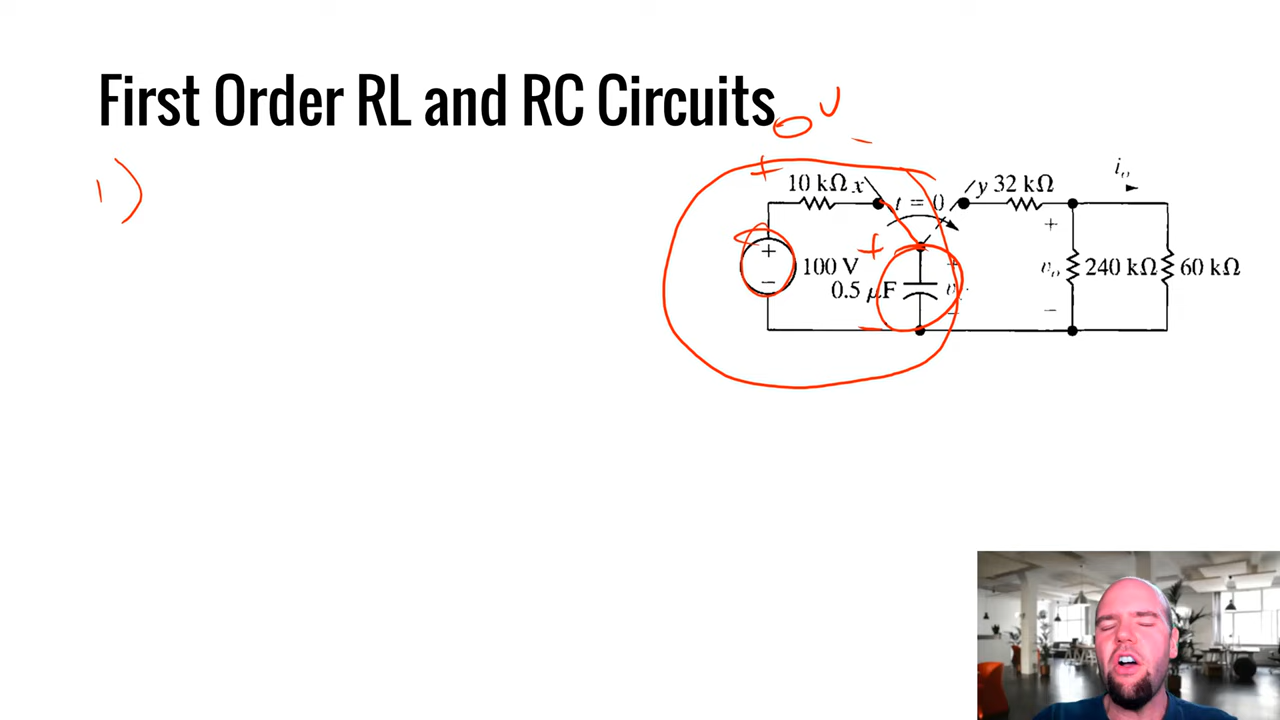 First Order RL and RC Circuits
0 V
1)
+ -
10 kΩ x t = 0 y 32 kΩ i_o
+
+ 100 V -
0.5 µF
+ -
+ v_o -
240 kΩ
60 kΩ